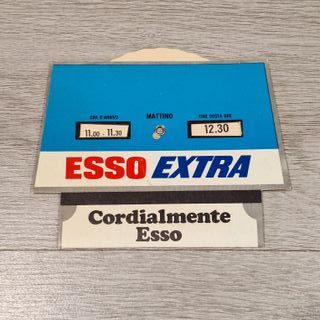 ORA D'ARRIVO MATTINO FINE SOSTA ORE
11.00 - 11.30 12.30
ESSO EXTRA
Cordialmente
Esso